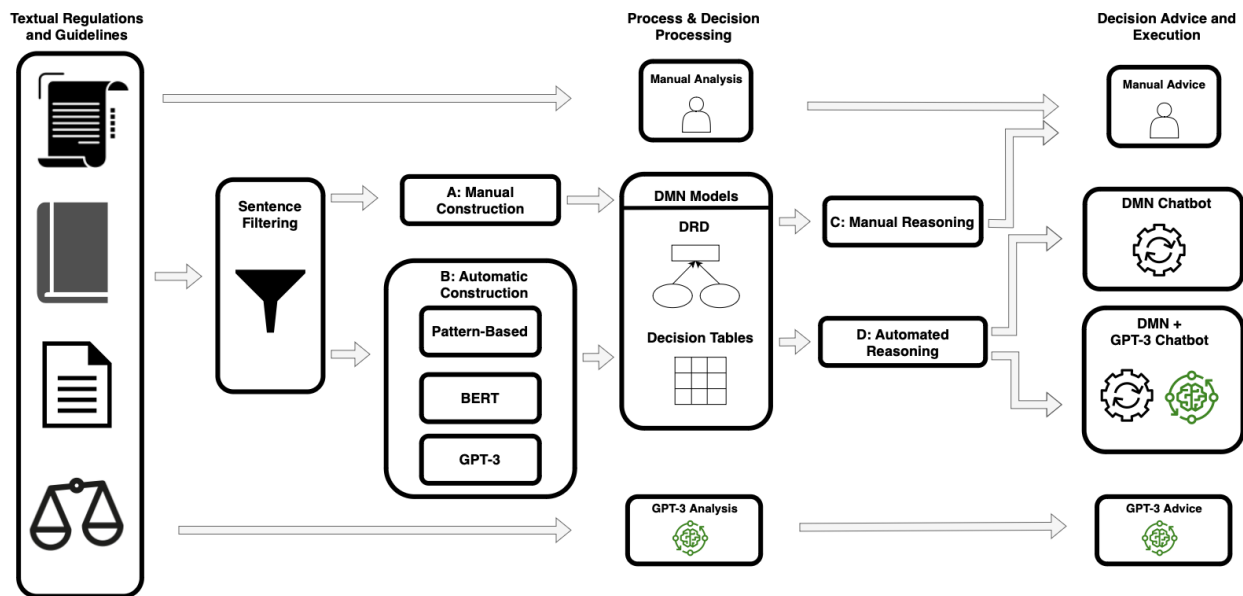 Textual Regulations
and Guidelines
Process & Decision
Processing
Decision Advice and
Execution
Manual Analysis
Manual Advice
Sentence
Filtering
A: Manual
Construction
B: Automatic
Construction
Pattern-Based
BERT
GPT-3
DMN Models
DRD
Decision Tables
C: Manual Reasoning
D: Automated
Reasoning
DMN Chatbot
DMN +
GPT-3 Chatbot
GPT-3 Analysis
GPT-3 Advice